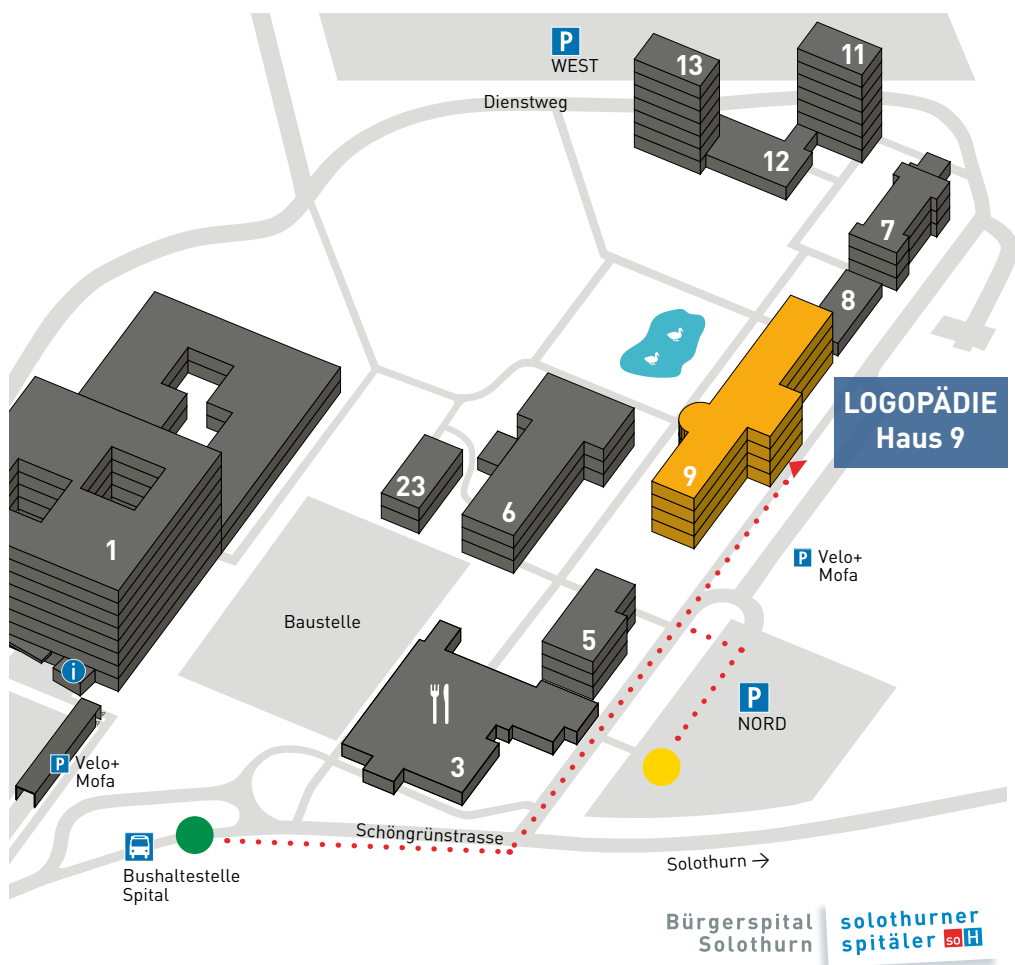 P
WEST
13
11
Dienstweg
12
7
8
LOGOPÄDIE
Haus 9
9
23
6
1
P Velo+
Mofa
Baustelle
5
i
P
NORD
3
P Velo+
Mofa
Schöngrünstrasse
Solothurn →
Bushaltestelle
Spital
Bürgerspital
Solothurn
solothurner
spitäler so H